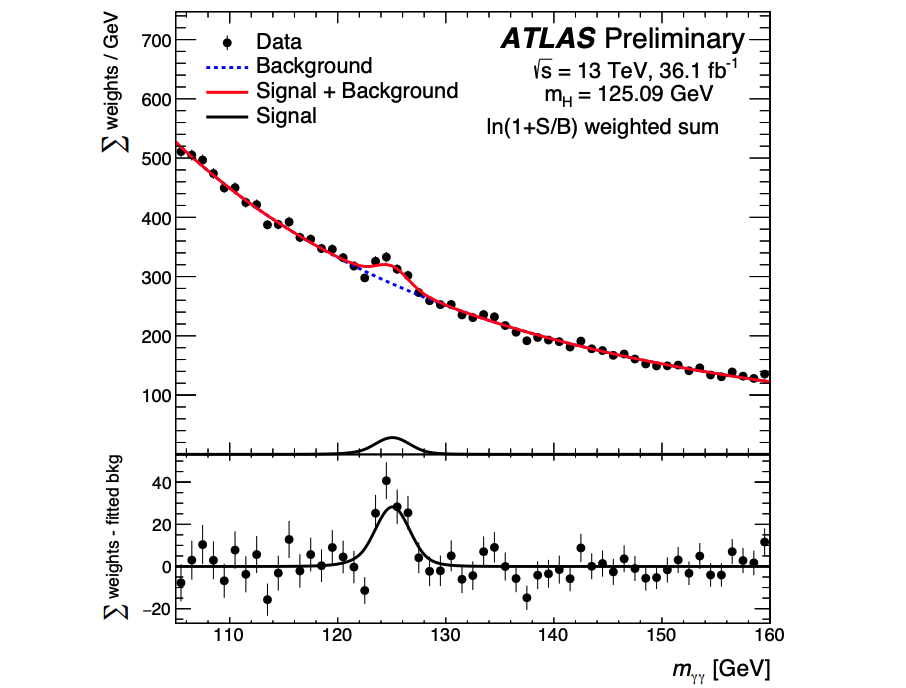 ∑ weights / GeV
700
600
500
400
300
200
100
Data
Background
Signal + Background
Signal
ATLAS Preliminary
√s = 13 TeV, 36.1 fb⁻¹
m_H = 125.09 GeV
ln(1+S/B) weighted sum
∑ weights - fitted bkg
40
20
0
−20
110 120 130 140 150 160
m_γγ [GeV]